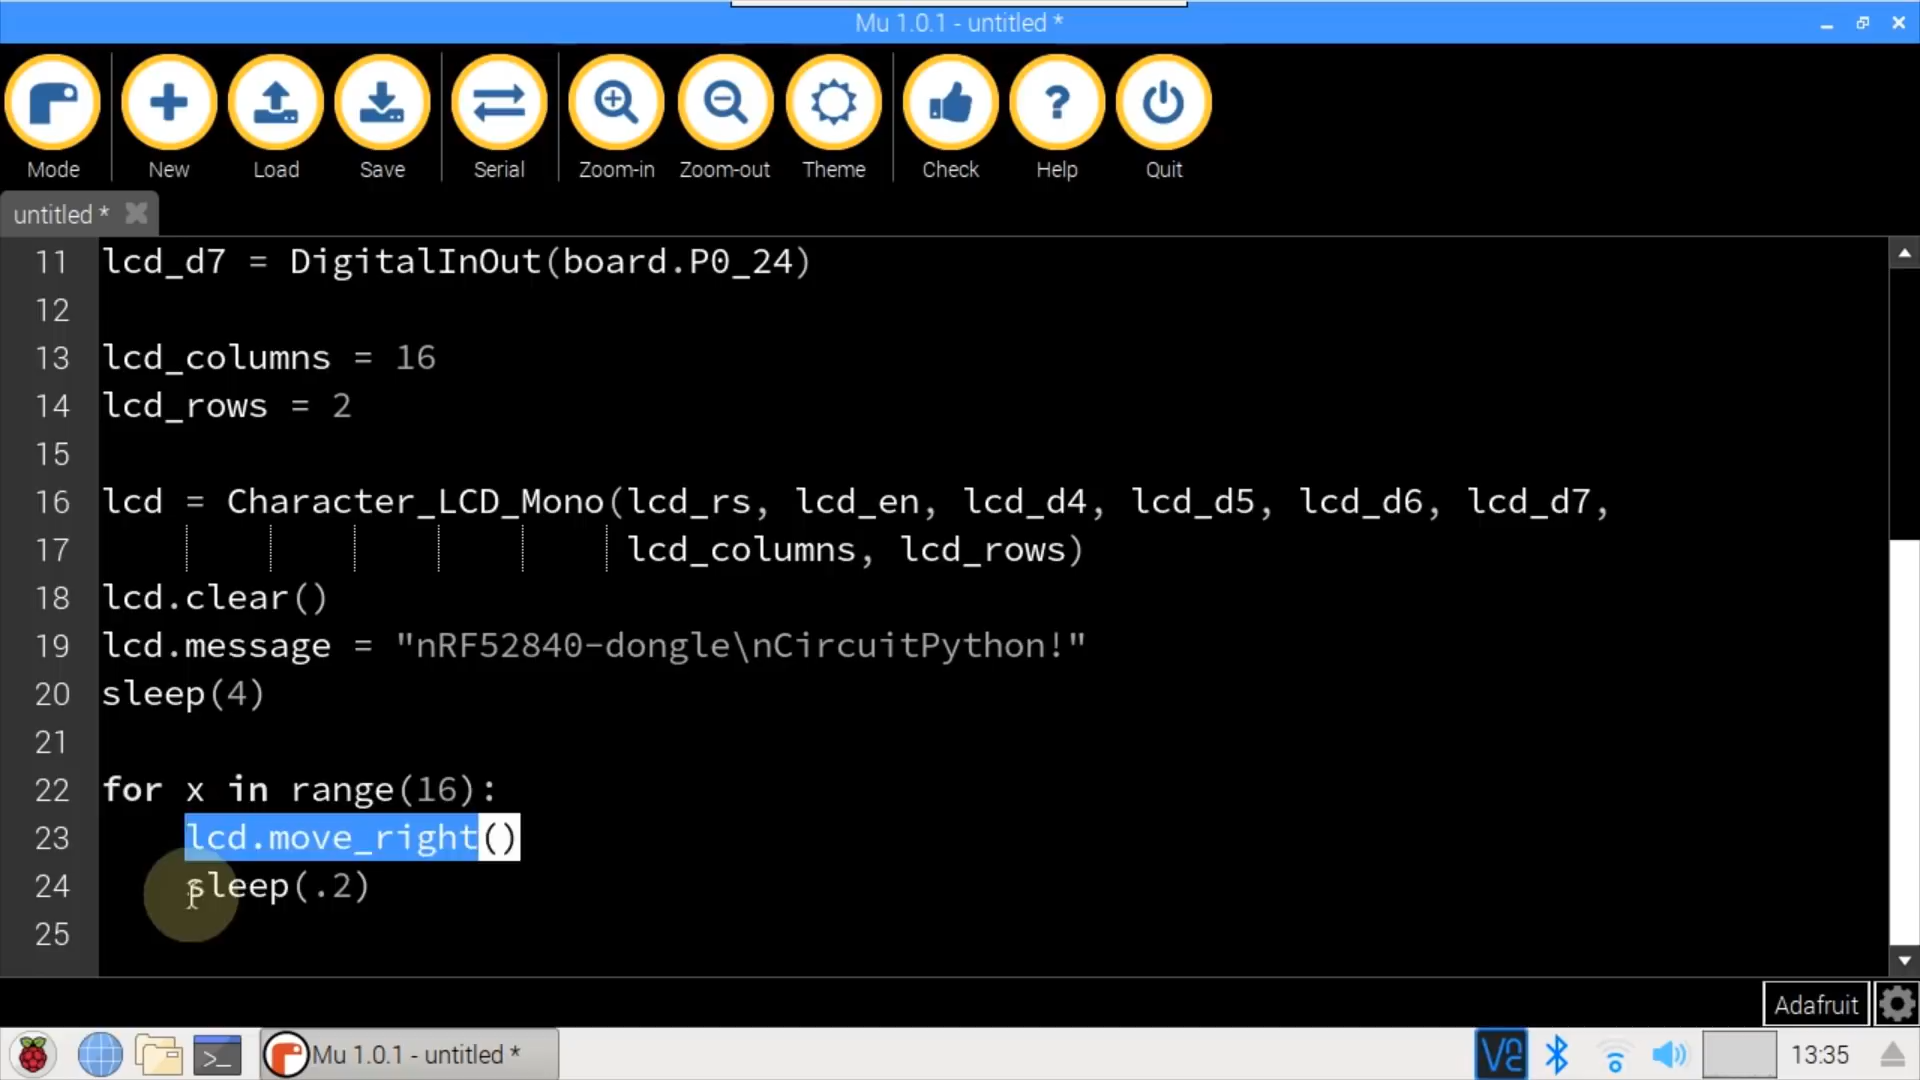 Mu 1.0.1 - untitled *
Mode New Load Save Serial Zoom-in Zoom-out Theme Check Help Quit
untitled *
11 lcd_d7 = DigitalInOut(board.P0_24)
12
13 lcd_columns = 16
14 lcd_rows = 2
15
16 lcd = Character_LCD_Mono(lcd_rs, lcd_en, lcd_d4, lcd_d5, lcd_d6, lcd_d7,
17 lcd_columns, lcd_rows)
18 lcd.clear()
19 lcd.message = "nRF52840-dongle\nCircuitPython!"
20 sleep(4)
21
22 for x in range(16):
23 lcd.move_right()
24 sleep(.2)
25
Adafruit
Mu 1.0.1 - untitled *
13:35